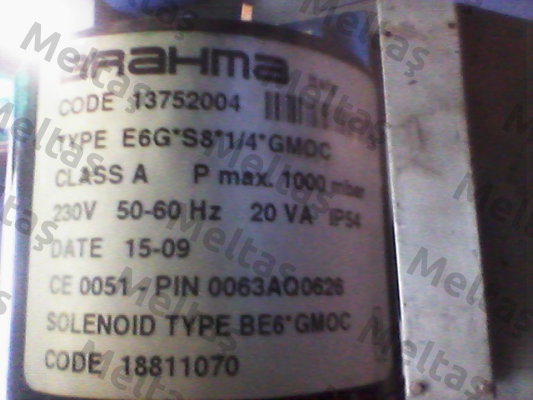 BRAHMA
CODE 13752004
TYPE E6G*S8*1/4*GMOC
CLASS A P max. 1000 mbar
230V 50-60 Hz 20 VA IP54
DATE 15-09
CE 0051 - PIN 0063AQ0626
SOLENOID TYPE BE6*GMOC
CODE 18811070
Meltaş